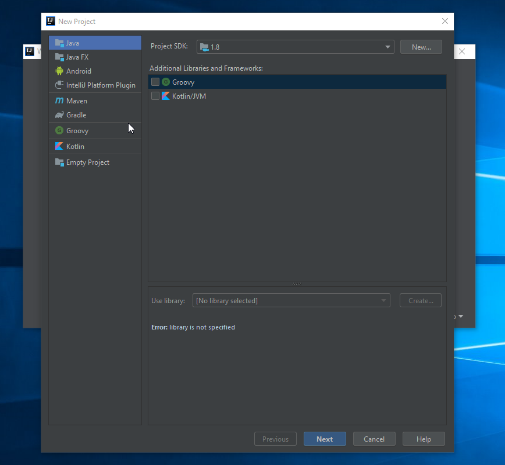 New Project
Java
Java FX
Android
IntelliJ Platform Plugin
Maven
Gradle
Groovy
Kotlin
Empty Project
Project SDK:
1.8
New...
Additional Libraries and Frameworks:
Groovy
Kotlin/JVM
Use library:
[No library selected]
Create...
Error: library is not specified
Previous
Next
Cancel
Help